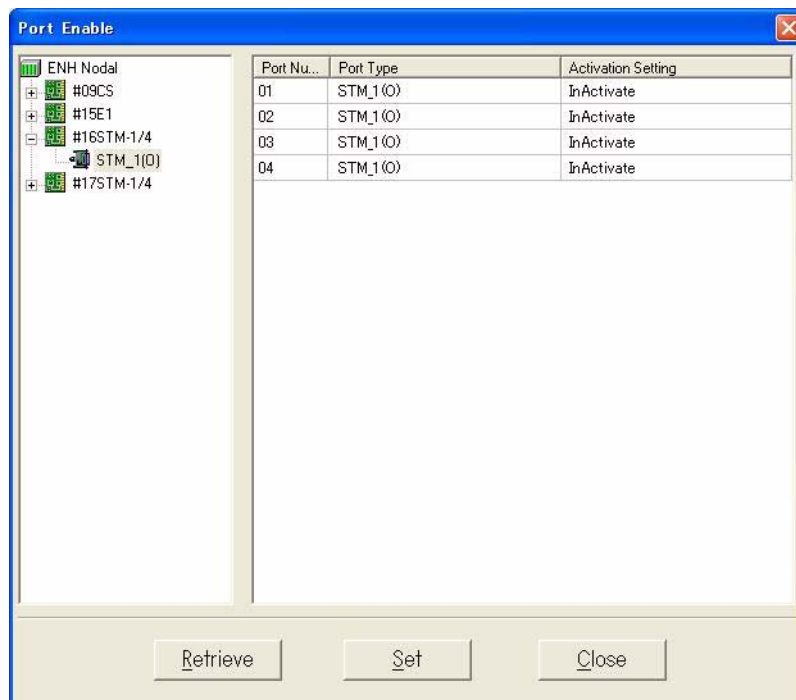 Port Enable
ENH Nodal
#09CS
#15E1
#16STM-1/4
STM_1(O)
#17STM-1/4
Port Nu... Port Type Activation Setting
01 STM_1(O) InActivate
02 STM_1(O) InActivate
03 STM_1(O) InActivate
04 STM_1(O) InActivate
Retrieve Set Close